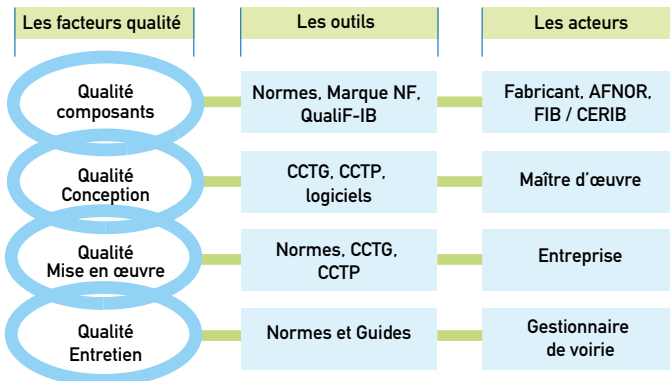 Les facteurs qualité
Les outils
Les acteurs
Qualité
composants
Normes, Marque NF,
QualiF-IB
Fabricant, AFNOR,
FIB / CERIB
Qualité
Conception
CCTG, CCTP,
logiciels
Maître d'œuvre
Qualité
Mise en œuvre
Normes, CCTG,
CCTP
Entreprise
Qualité
Entretien
Normes et Guides
Gestionnaire
de voirie